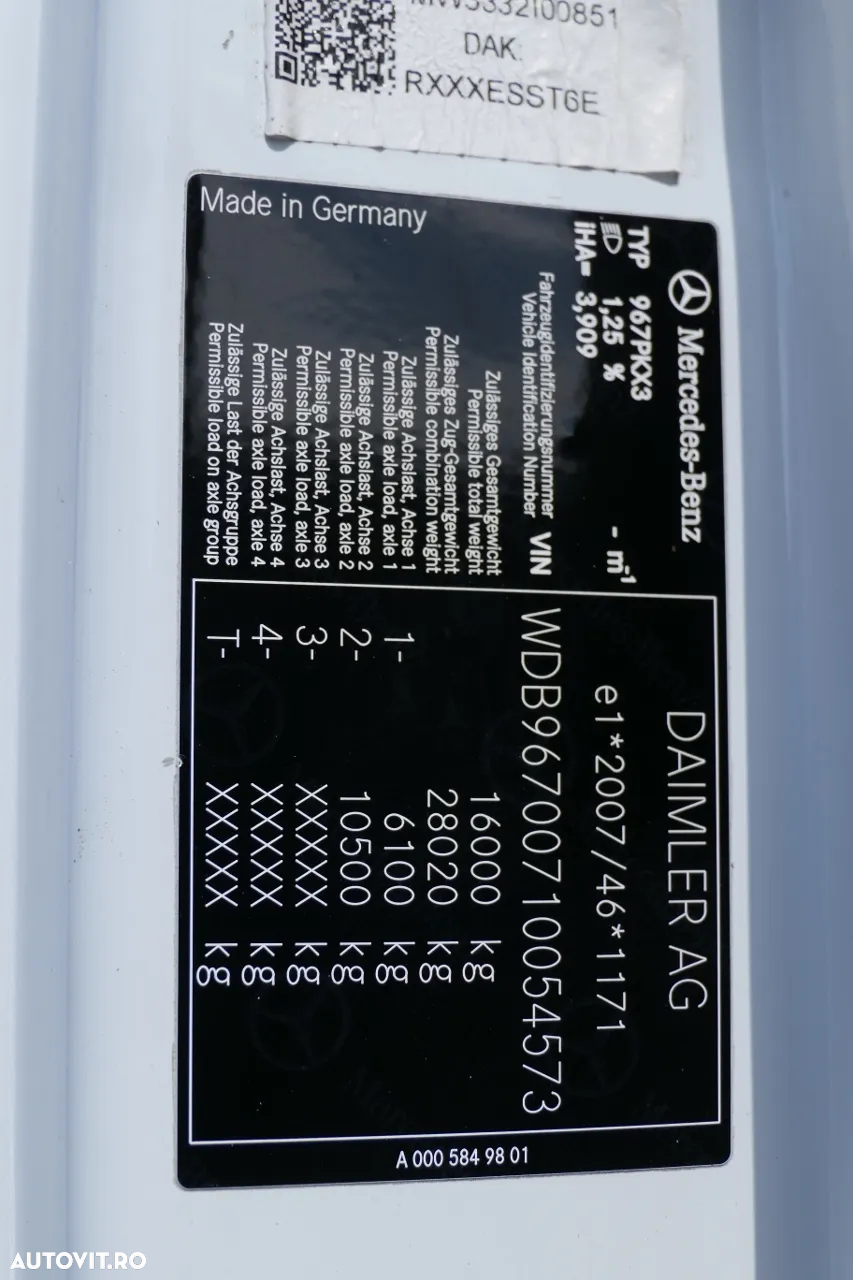 DAK:
RXXXESST6E
Made in Germany
Mercedes-Benz
DAIMLER AG
TYP 967PKX3
1,25 % - m⁻¹
e1*2007/46*1171
iHA= 3,909
Fahrzeugidentifizierungsnummer
Vehicle Identification Number VIN WDB96700710054573
Zulässiges Gesamtgewicht
Permissible total weight 16000 kg
Zulässiges Zug-Gesamtgewicht
Permissible combination weight 28020 kg
Zulässige Achslast, Achse 1
Permissible axle load, axle 1 1- 6100 kg
Zulässige Achslast, Achse 2
Permissible axle load, axle 2 2- 10500 kg
Zulässige Achslast, Achse 3
Permissible axle load, axle 3 3- XXXXX kg
Zulässige Achslast, Achse 4
Permissible axle load, axle 4 4- XXXXX kg
Zulässige Last der Achsgruppe
Permissible load on axle group T- XXXXX kg
A 000 584 98 01
AUTOVIT.RO